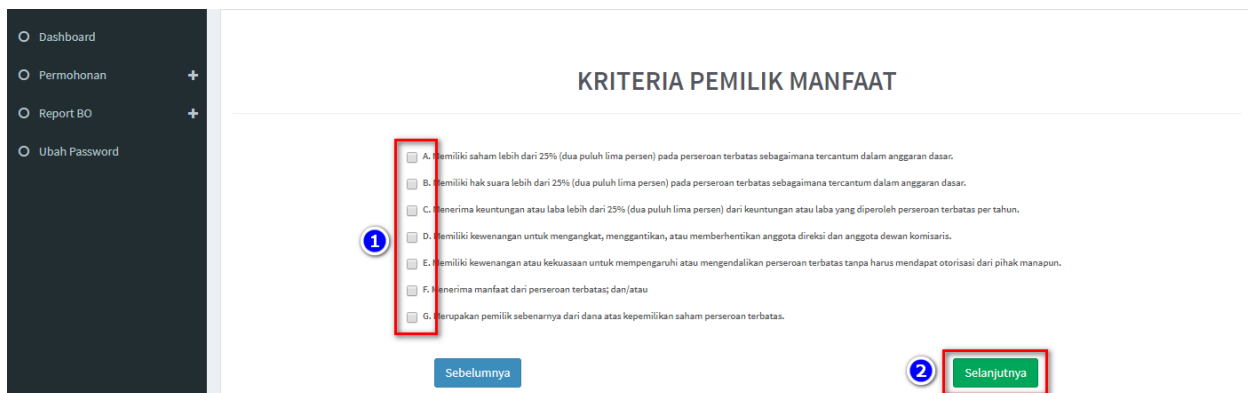 Dashboard
Permohonan
Report BO
Ubah Password
KRITERIA PEMILIK MANFAAT
A. Memiliki saham lebih dari 25% (dua puluh lima persen) pada perseroan terbatas sebagaimana tercantum dalam anggaran dasar.
B. Memiliki hak suara lebih dari 25% (dua puluh lima persen) pada perseroan terbatas sebagaimana tercantum dalam anggaran dasar.
C. Menerima keuntungan atau laba lebih dari 25% (dua puluh lima persen) dari keuntungan atau laba yang diperoleh perseroan terbatas per tahun.
1
D. Memiliki kewenangan untuk mengangkat, menggantikan, atau memberhentikan anggota direksi dan anggota dewan komisaris.
E. Memiliki kewenangan atau kekuasaan untuk mempengaruhi atau mengendalikan perseroan terbatas tanpa harus mendapat otorisasi dari pihak manapun.
F. Menerima manfaat dari perseroan terbatas; dan/atau
G. Merupakan pemilik sebenarnya dari dana atas kepemilikan saham perseroan terbatas.
Sebelumnya
2
Selanjutnya